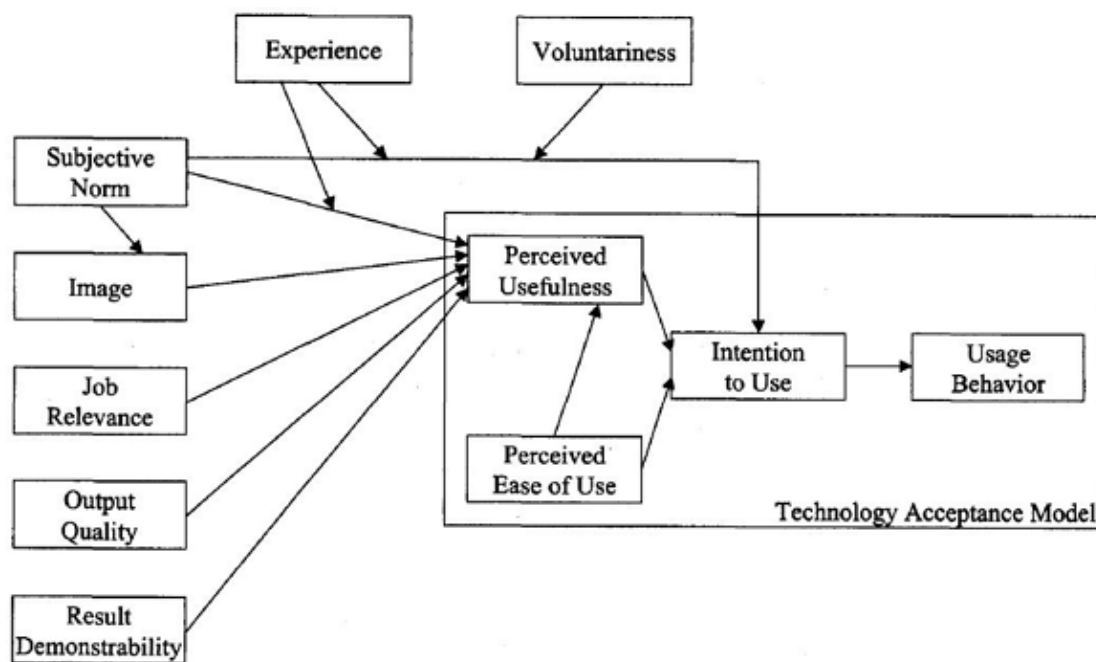 Experience
Voluntariness
Subjective
Norm
Image
Job
Relevance
Output
Quality
Result
Demonstrability
Perceived
Usefulness
Perceived
Ease of Use
Intention
to Use
Usage
Behavior
Technology Acceptance Model